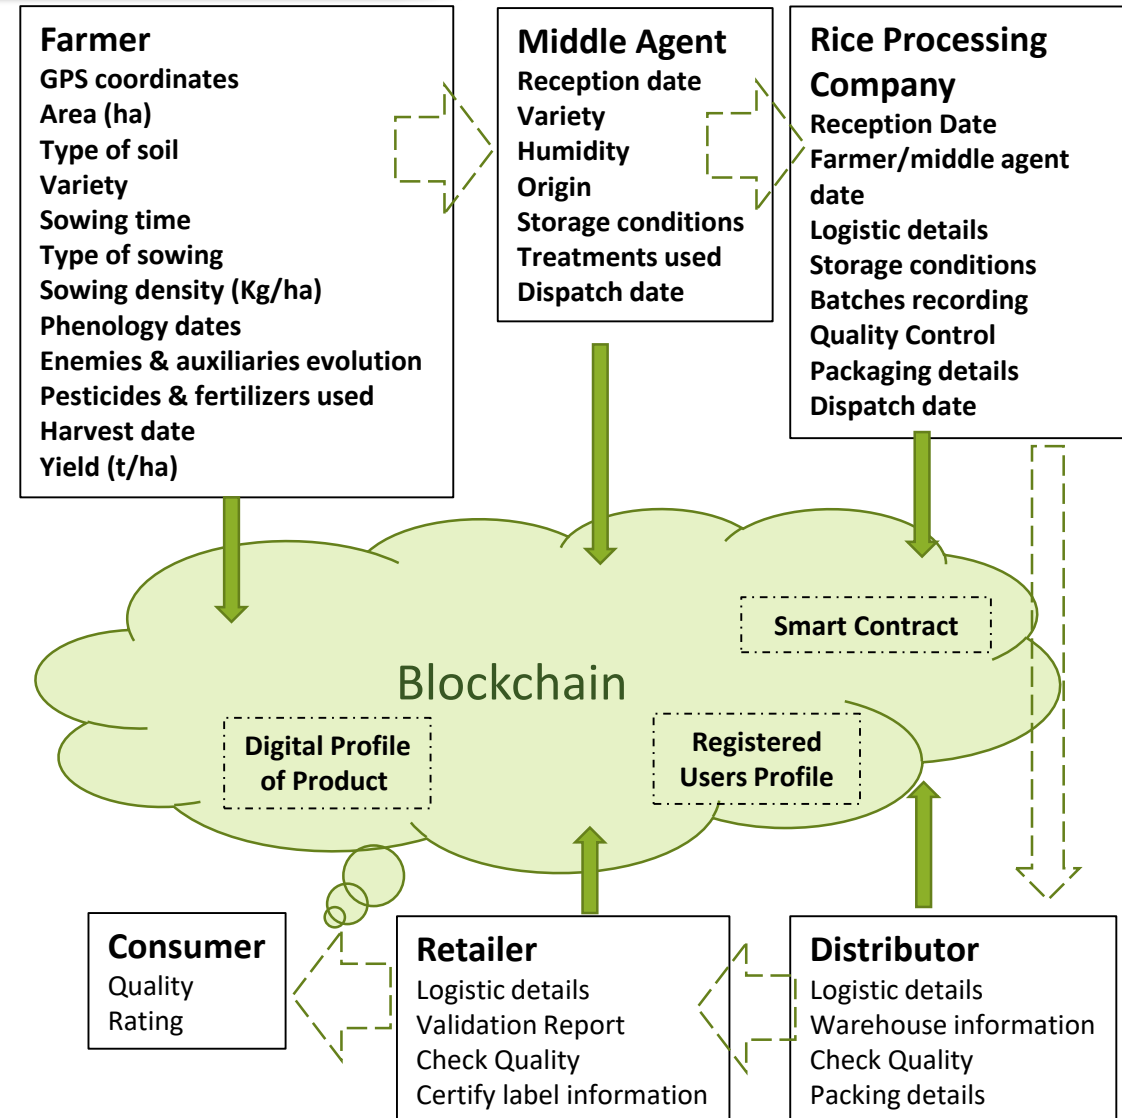 Farmer
GPS coordinates
Area (ha)
Type of soil
Variety
Sowing time
Type of sowing
Sowing density (Kg/ha)
Phenology dates
Enemies & auxiliaries evolution
Pesticides & fertilizers used
Harvest date
Yield (t/ha)
Middle Agent
Reception date
Variety
Humidity
Origin
Storage conditions
Treatments used
Dispatch date
Rice Processing
Company
Reception Date
Farmer/middle agent
date
Logistic details
Storage conditions
Batches recording
Quality Control
Packaging details
Dispatch date
Smart Contract
Blockchain
Digital Profile
of Product
Registered
Users Profile
Consumer
Quality
Rating
Retailer
Logistic details
Validation Report
Check Quality
Certify label information
Distributor
Logistic details
Warehouse information
Check Quality
Packing details